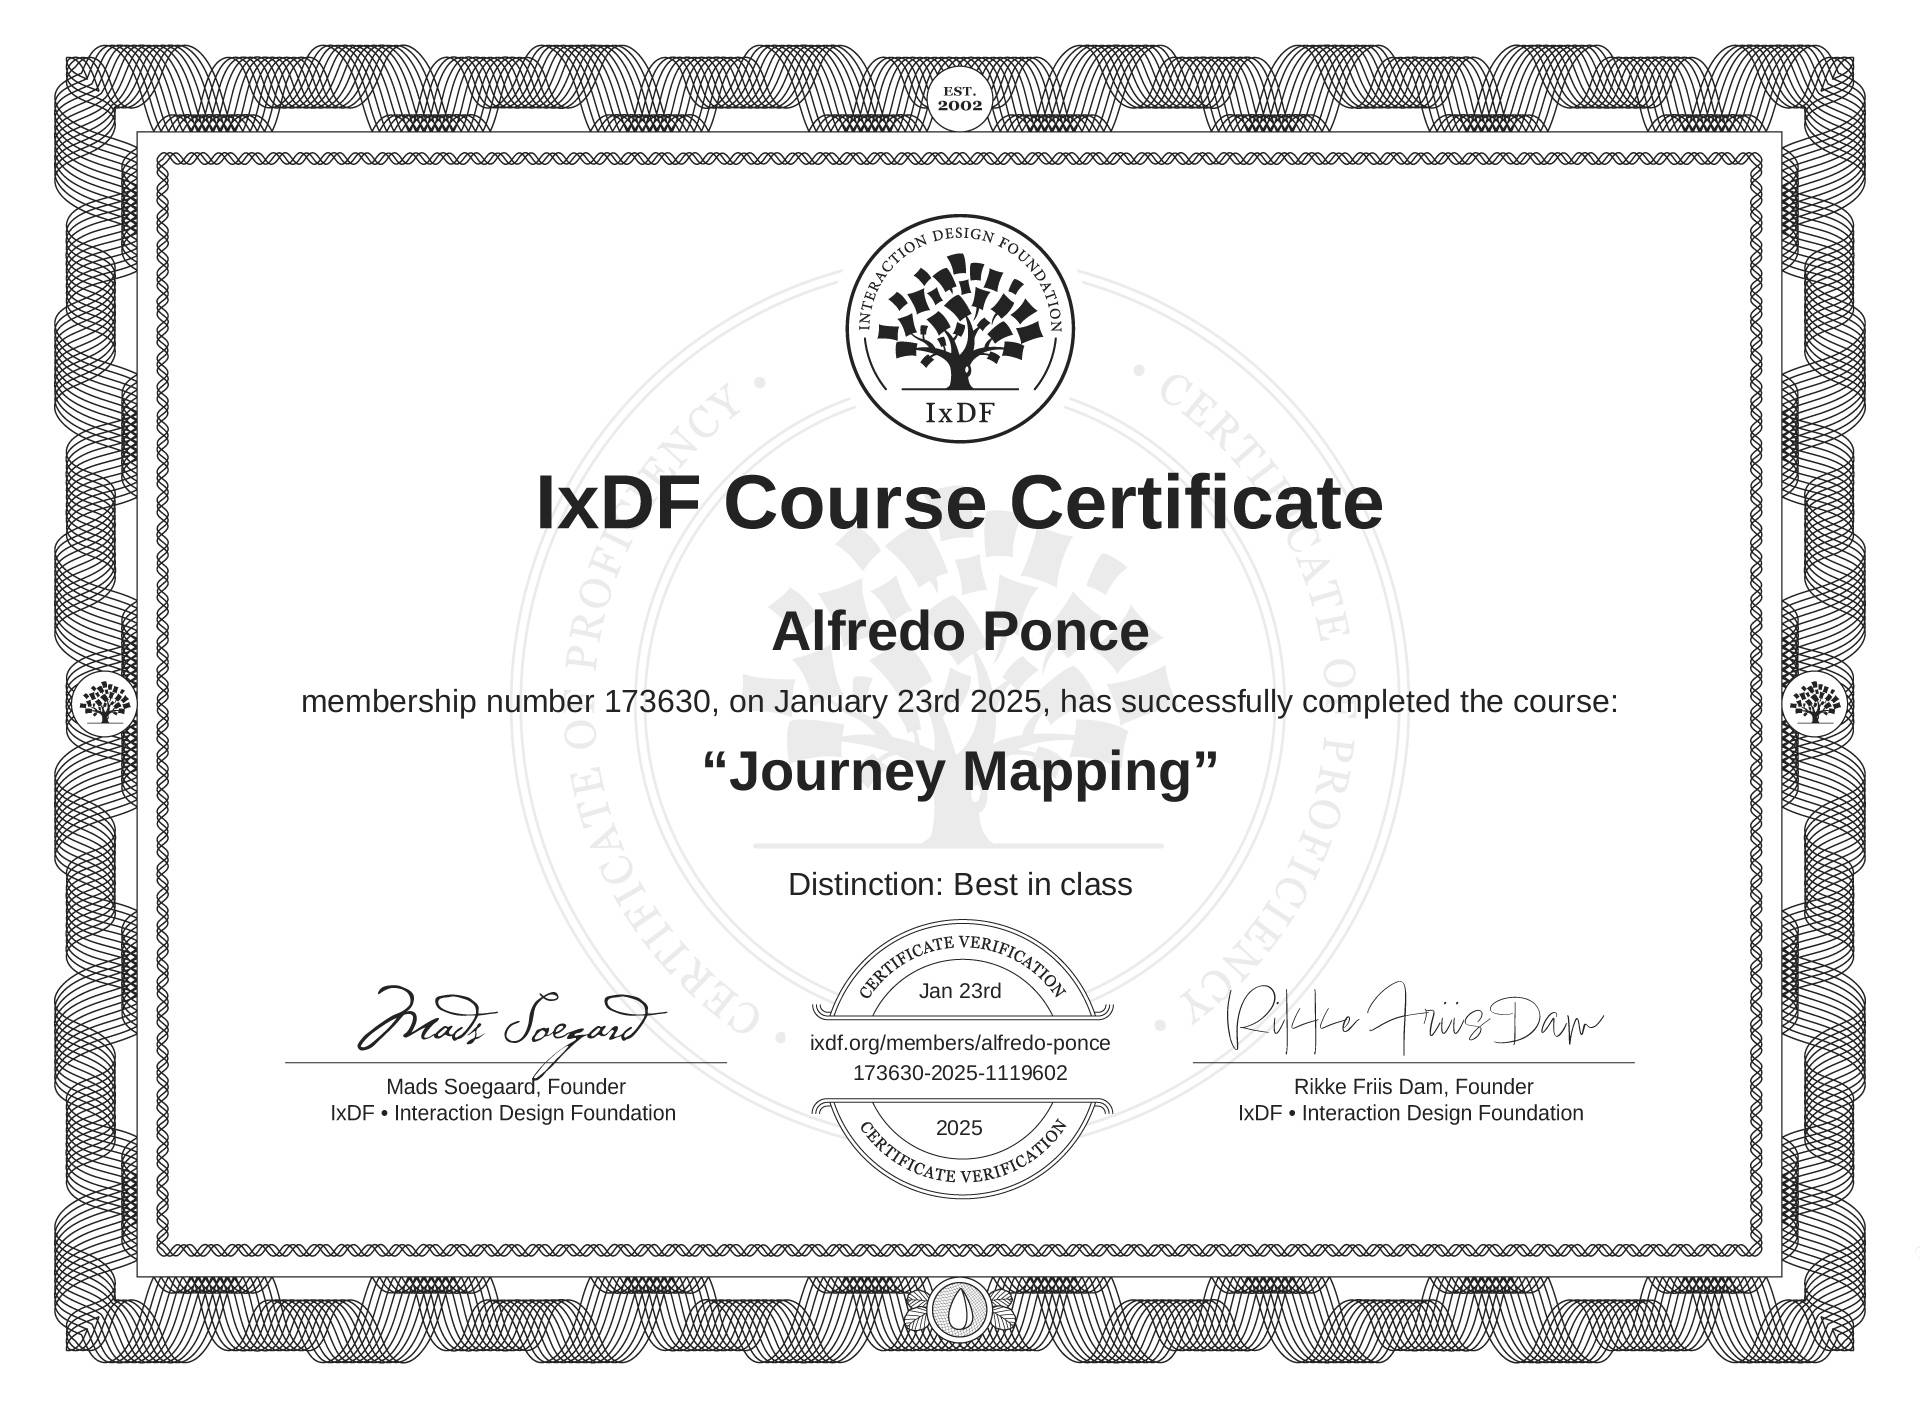 EST.
2002
INTERACTION DESIGN FOUNDATION
IxDF
• CERTIFICATE OF PROFICIENCY •
• CERTIFICATE OF PROFICIENCY •
IxDF Course Certificate
Alfredo Ponce
membership number 173630, on January 23rd 2025, has successfully completed the course:
“Journey Mapping”
Distinction: Best in class
CERTIFICATE VERIFICATION
Jan 23rd
ixdf.org/members/alfredo-ponce
173630-2025-1119602
2025
CERTIFICATE VERIFICATION
Mads Soegaard
Mads Soegaard, Founder
IxDF • Interaction Design Foundation
Rikke Friis Dam
Rikke Friis Dam, Founder
IxDF • Interaction Design Foundation